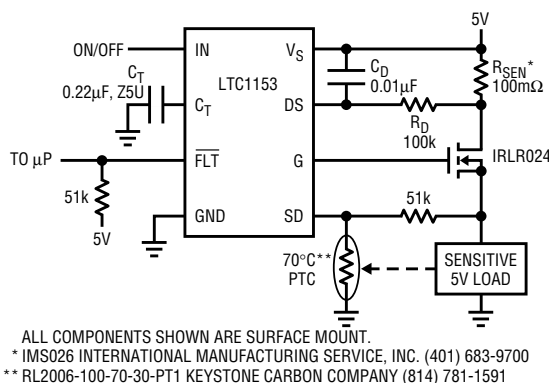 5V
ON/OFF
IN
VS
RSEN*
100mΩ
CT
0.22µF, Z5U
LTC1153
CD
0.01µF
CT
DS
RD
100k
TO µP
FLT
G
IRLR024
51k
5V
GND
SD
51k
70°C**
PTC
SENSITIVE
5V LOAD
ALL COMPONENTS SHOWN ARE SURFACE MOUNT.
* IMS026 INTERNATIONAL MANUFACTURING SERVICE, INC. (401) 683-9700
** RL2006-100-70-30-PT1 KEYSTONE CARBON COMPANY (814) 781-1591